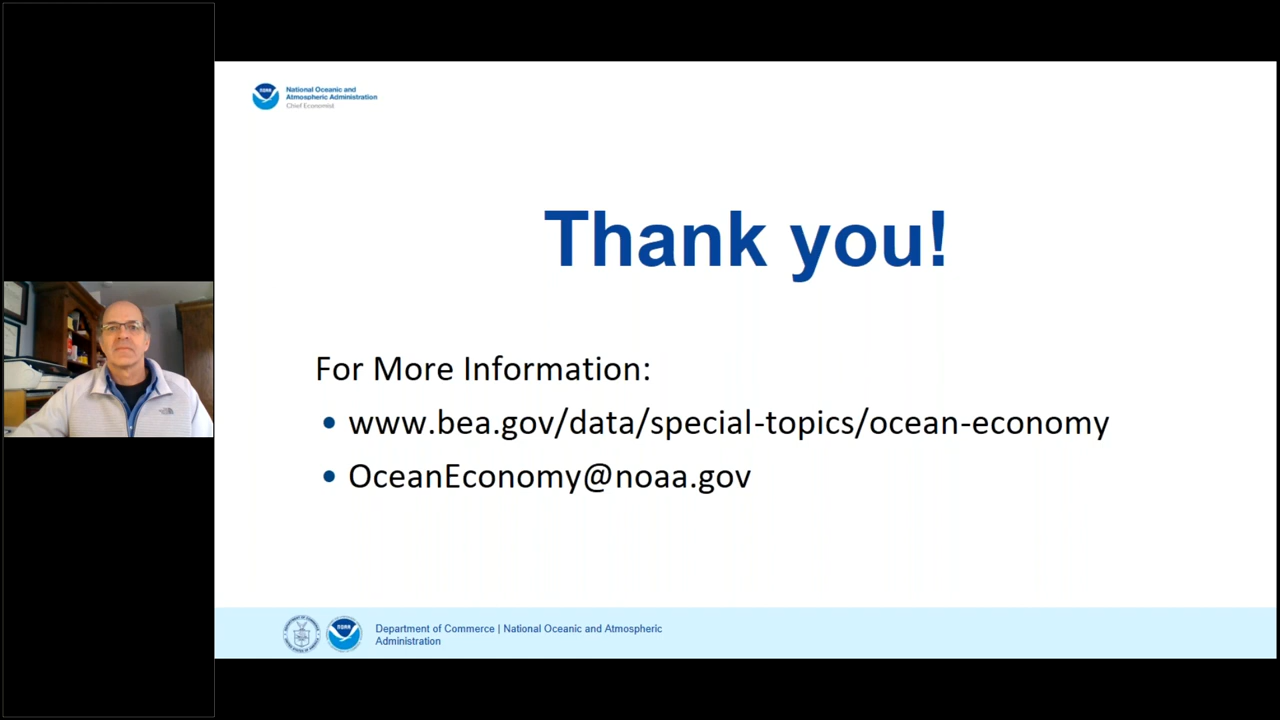 National Oceanic and
Atmospheric Administration
Chief Economist
Thank you!
For More Information:
• www.bea.gov/data/special-topics/ocean-economy
• OceanEconomy@noaa.gov
NOAA
Department of Commerce | National Oceanic and Atmospheric
Administration